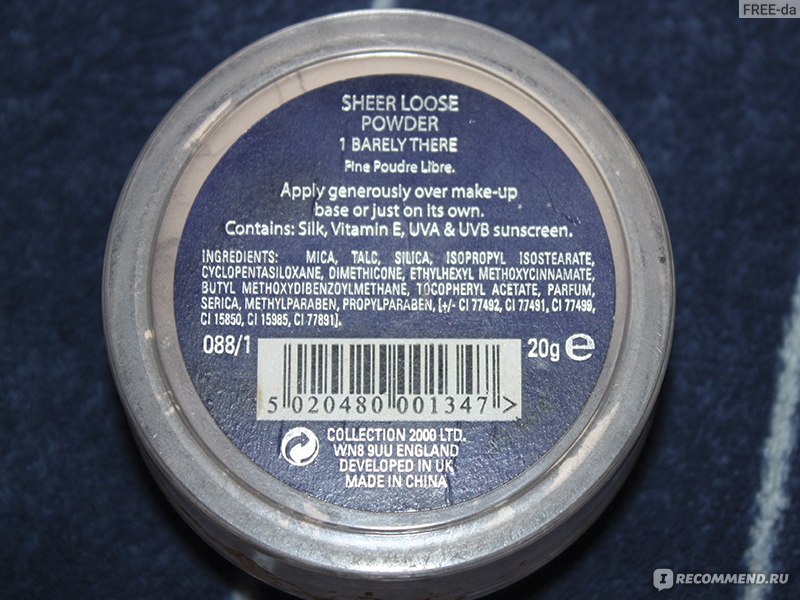 FREE-da
SHEER LOOSE
POWDER
1 BARELY THERE
Fine Poudre Libre.
Apply generously over make-up
base or just on its own.
Contains: Silk, Vitamin E, UVA & UVB sunscreen.
INGREDIENTS: MICA, TALC, SILICA, ISOPROPYL ISOSTEARATE,
CYCLOPENTASILOXANE, DIMETHICONE, ETHYLHEXYL METHOXYCINNAMATE,
BUTYL METHOXYDIBENZOYLMETHANE, TOCOPHERYL ACETATE, PARFUM,
SERICA, METHYLPARABEN, PROPYLPARABEN, [+/- CI 77492, CI 77491, CI 77499,
CI 15850, CI 15985, CI 77891].
088/1 20g e
5 020480 001347 >
COLLECTION 2000 LTD.
WN8 9UU ENGLAND
DEVELOPED IN UK
MADE IN CHINA
IRECOMMEND.RU